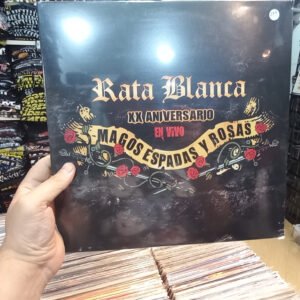 Rata Blanca
XX ANIVERSARIO
EN VIVO
MAGOS ESPADAS Y ROSAS